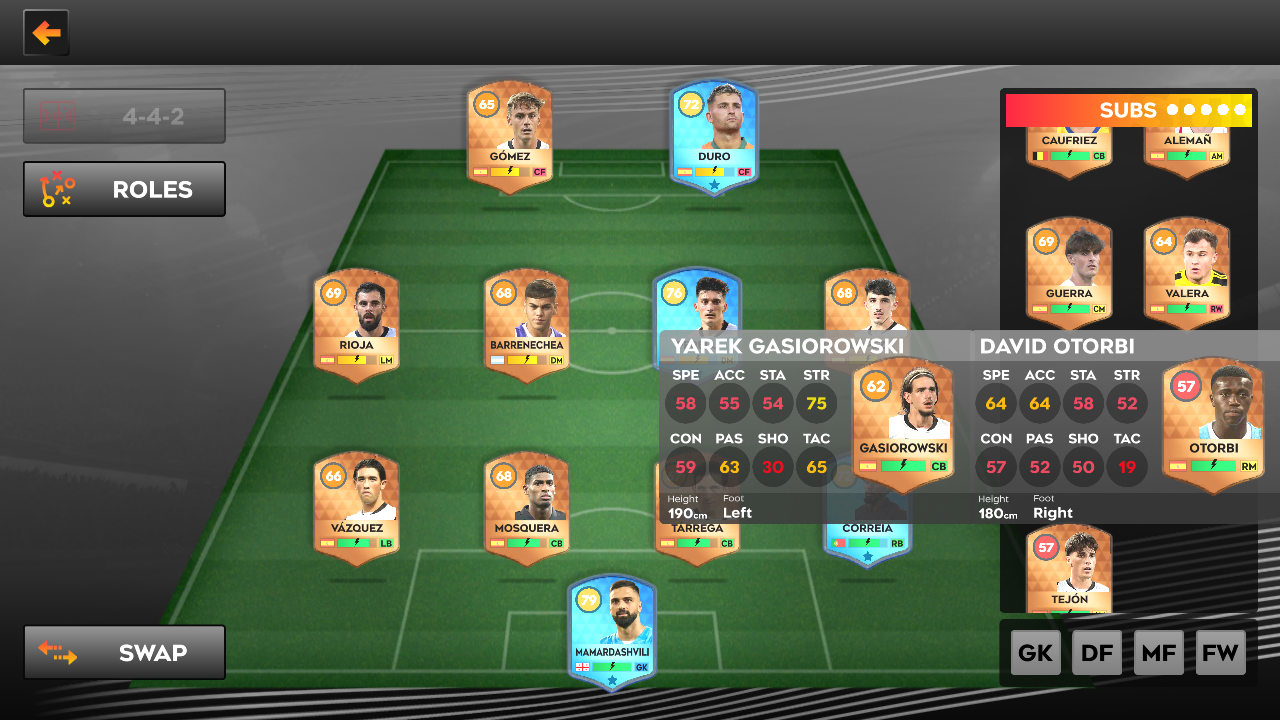 4-4-2
ROLES
SUBS
65
GÓMEZ
CF
72
DURO
CF
CAUFRIEZ
CB
ALEMAÑ
AM
69
GUERRA
CM
64
VALERA
RW
69
RIOJA
LM
68
BARRENECHEA
DM
76
68
YAREK GASIOROWSKI
SPE ACC STA STR
58 55 54 75
CON PAS SHO TAC
59 63 30 65
Height
190cm
Foot
Left
62
GASIOROWSKI
CB
DAVID OTORBI
SPE ACC STA STR
64 64 58 52
CON PAS SHO TAC
57 52 50 19
Height
180cm
Foot
Right
57
OTORBI
RM
66
VÁZQUEZ
LB
68
MOSQUERA
CB
TARREGA
CB
CORREIA
RB
57
TEJÓN
79
MAMARDASHVILI
GK
SWAP
GK DF MF FW